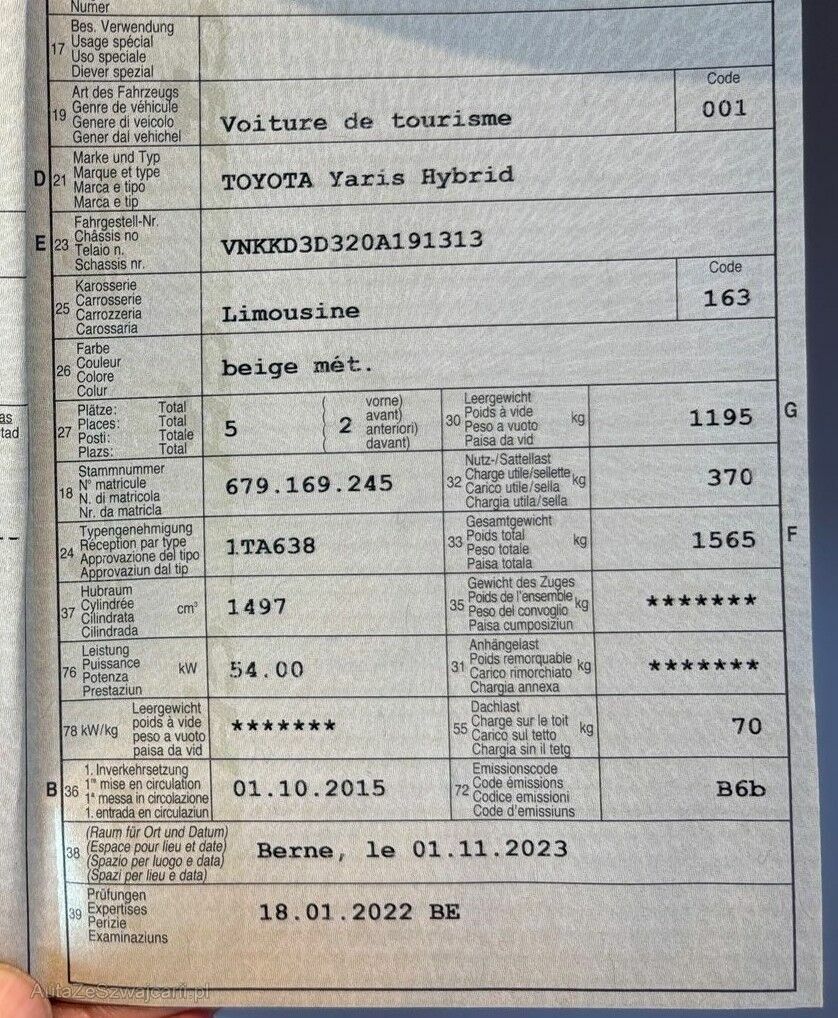 Numer
17
Bes. Verwendung
Usage spécial
Uso speciale
Diever spezial
19
Art des Fahrzeugs
Genre de véhicule
Genere di veicolo
Gener dal vehichel
Voiture de tourisme
Code
001
D
21
Marke und Typ
Marque et type
Marca e tipo
Marca e tip
TOYOTA Yaris Hybrid
E
23
Fahrgestell-Nr.
Châssis no
Telaio n.
Schassis nr.
VNKKD3D320A191313
25
Karosserie
Carrosserie
Carrozzeria
Carossaria
Limousine
Code
163
26
Farbe
Couleur
Colore
Colur
beige mét.
27
Plätze: Total
Places: Total
Posti: Totale
Plazs: Total
5
( 2 vorne)
avant)
anteriori)
( davant)
30
Leergewicht
Poids à vide
Peso a vuoto
Paisa da vid
kg
1195
G
18
Stammnummer
N° matricule
N. di matricola
Nr. da matricla
679.169.245
32
Nutz-/Sattellast
Charge utile/sellette
Carico utile/sella
Chargia utila/sella
kg
370
24
Typengenehmigung
Réception par type
Approvazione del tipo
Approvaziun dal tip
1TA638
33
Gesamtgewicht
Poids total
Peso totale
Paisa totala
kg
1565
F
37
Hubraum
Cylindrée
Cilindrata
Cilindrada
cm³
1497
35
Gewicht des Zuges
Poids de l'ensemble
Peso del convoglio
Paisa cumposiziun
kg
*******
76
Leistung
Puissance
Potenza
Prestaziun
kW
54.00
31
Anhängelast
Poids remorquable
Carico rimorchiato
Chargia annexa
kg
*******
78 kW/kg
Leergewicht
poids à vide
peso a vuoto
paisa da vid
*******
55
Dachlast
Charge sur le toit
Carico sul tetto
Chargia sin il tetg
kg
70
B
36
1. Inverkehrsetzung
1re mise en circulation
1a messa in circolazione
1. entrada en circulaziun
01.10.2015
72
Emissionscode
Code émissions
Codice emissioni
Code d'emissiuns
B6b
38
(Raum für Ort und Datum)
(Espace pour lieu et date)
(Spazio per luogo e data)
(Spazi per lieu e data)
Berne, le 01.11.2023
39
Prüfungen
Expertises
Perizie
Examinaziuns
18.01.2022 BE
as
tad
AutaZeSzwajcarii.pl